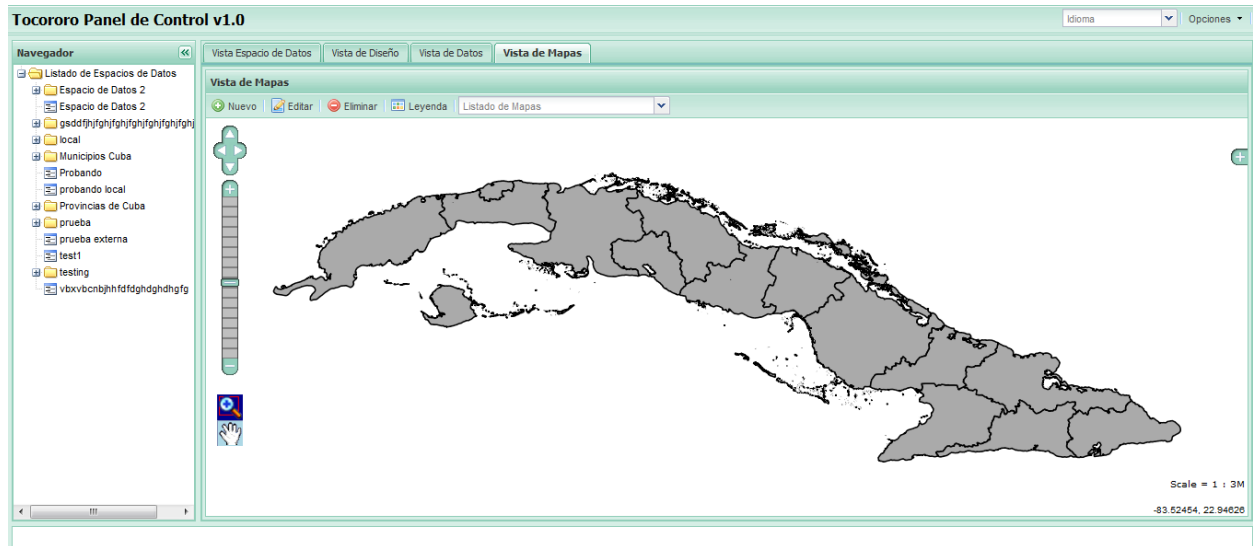 Tocororo Panel de Control v1.0
Idioma
Opciones
Navegador
Listado de Espacios de Datos
Espacio de Datos 2
Espacio de Datos 2
gsddfjhjfghjfghjfghjfghjfghjfghj
local
Municipios Cuba
Probando
probando local
Provincias de Cuba
prueba
prueba externa
test1
testing
vbxvbcnbjhhfdfdghdghdhgfg
Vista Espacio de Datos
Vista de Diseño
Vista de Datos
Vista de Mapas
Vista de Mapas
Nuevo
Editar
Eliminar
Leyenda
Listado de Mapas
Scale = 1 : 3M
-83.52454, 22.94626